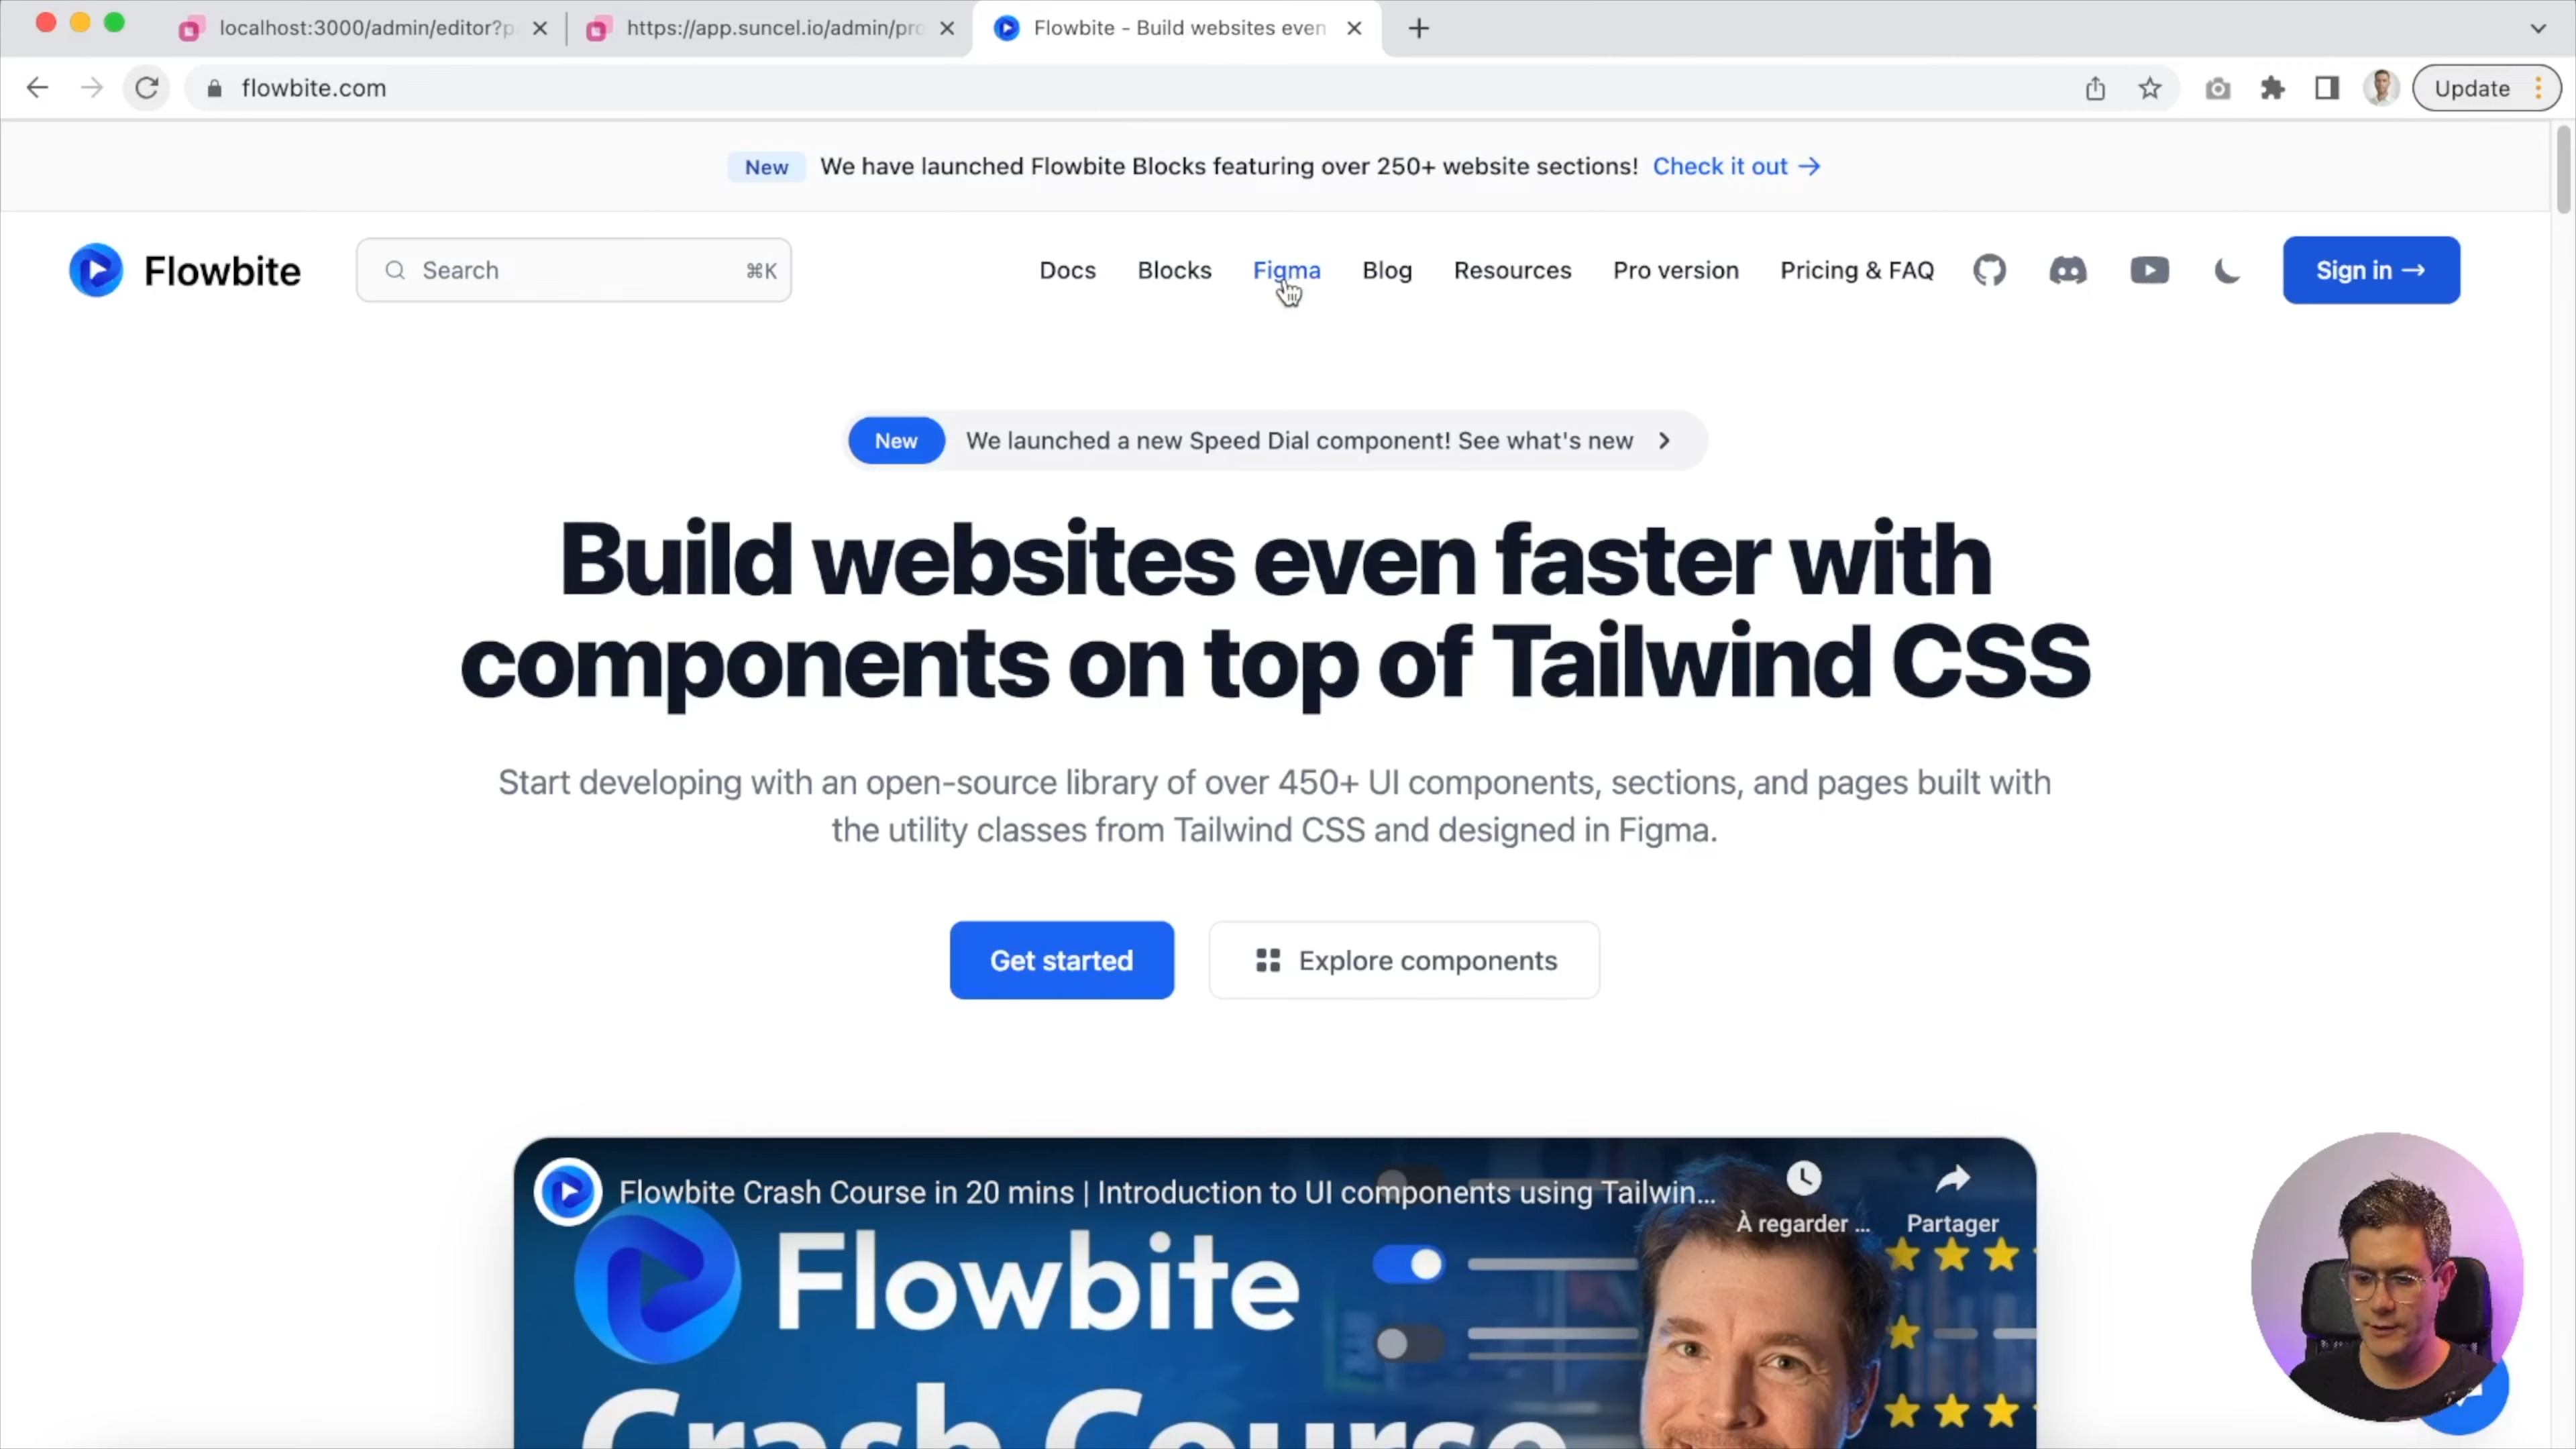 localhost:3000/admin/editor?p
https://app.suncel.io/admin/pro
Flowbite - Build websites even
flowbite.com
Update
New We have launched Flowbite Blocks featuring over 250+ website sections! Check it out →
Flowbite
Search ⌘K
Docs Blocks Figma Blog Resources Pro version Pricing & FAQ
Sign in →
New We launched a new Speed Dial component! See what's new
Build websites even faster with
components on top of Tailwind CSS
Start developing with an open-source library of over 450+ UI components, sections, and pages built with
the utility classes from Tailwind CSS and designed in Figma.
Get started
Explore components
Flowbite Crash Course in 20 mins | Introduction to UI components using Tailwin...
À regarder ...
Partager
Flowbite
Crash Course